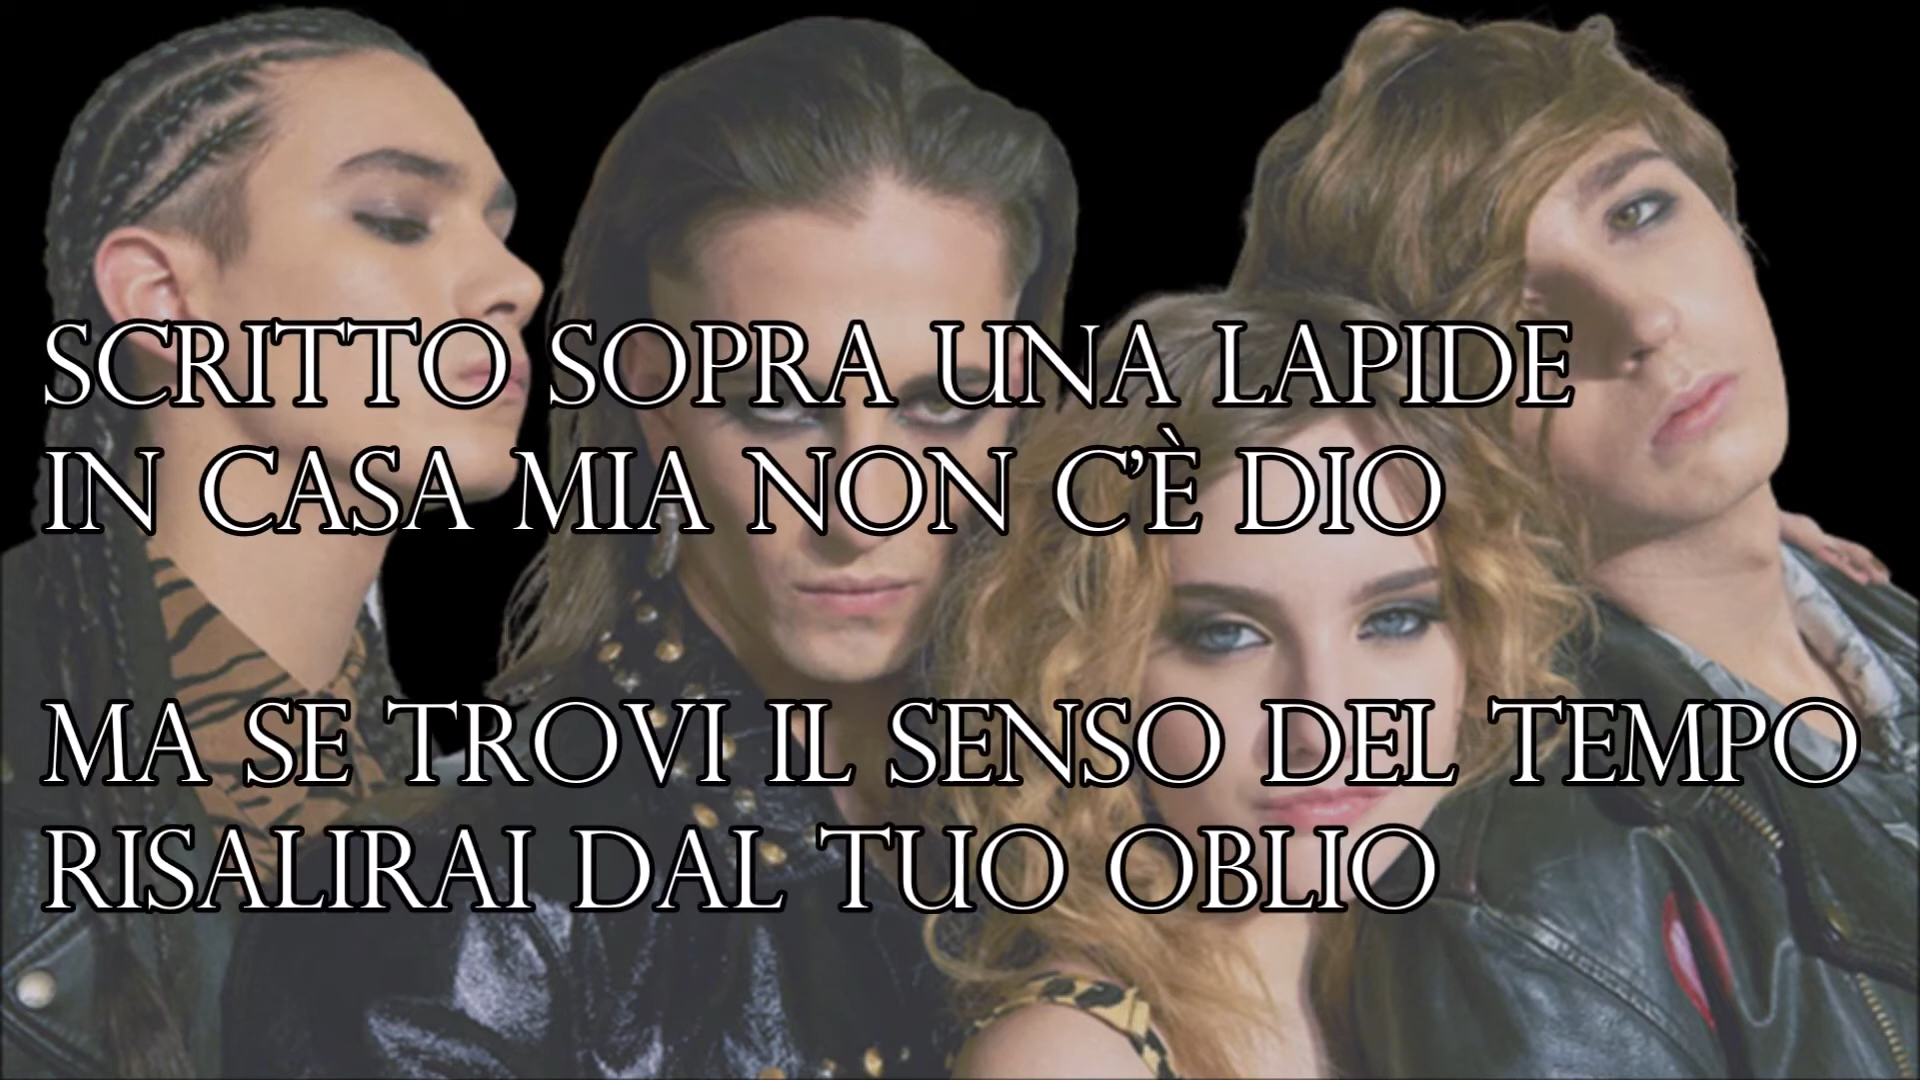 SCRITTO SOPRA UNA LAPIDE
IN CASA MIA NON C'È DIO
MA SE TROVI IL SENSO DEL TEMPO
RISALIRAI DAL TUO OBLIO